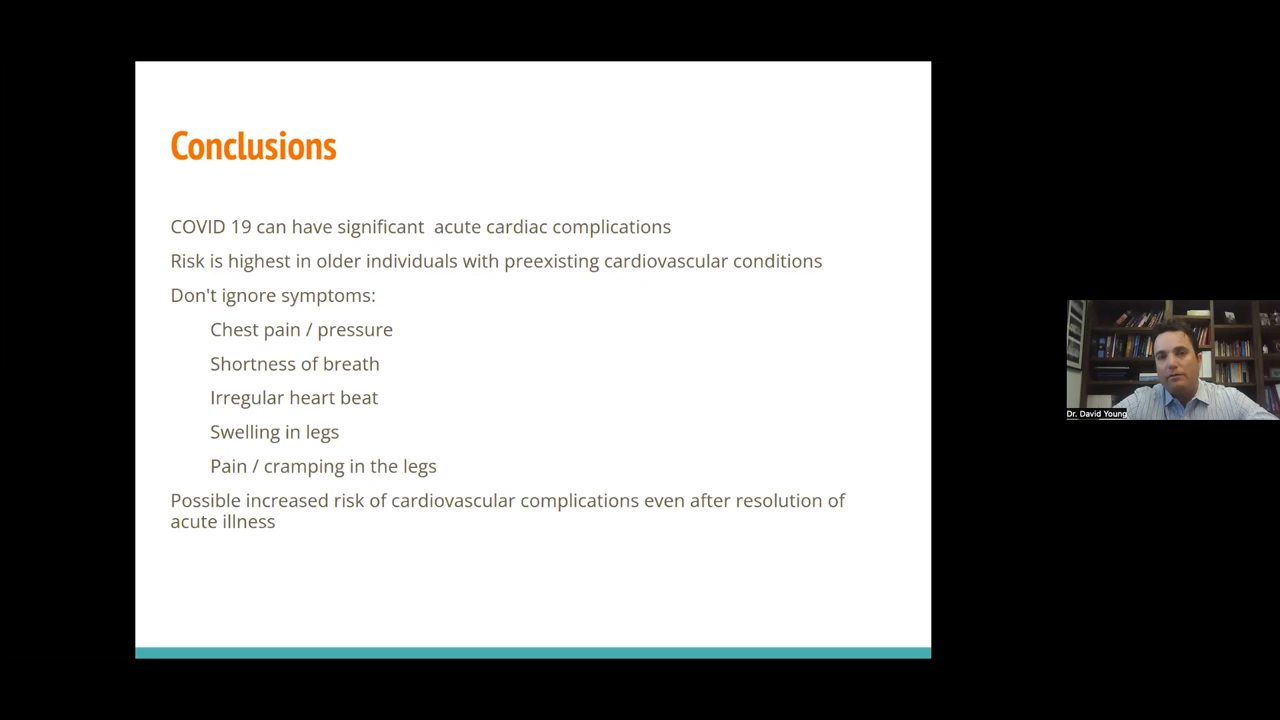 Conclusions
COVID 19 can have significant  acute cardiac complications
Risk is highest in older individuals with preexisting cardiovascular conditions
Don't ignore symptoms:
Chest pain / pressure
Shortness of breath
Irregular heart beat
Swelling in legs
Pain / cramping in the legs
Possible increased risk of cardiovascular complications even after resolution of
acute illness
Dr. David Young